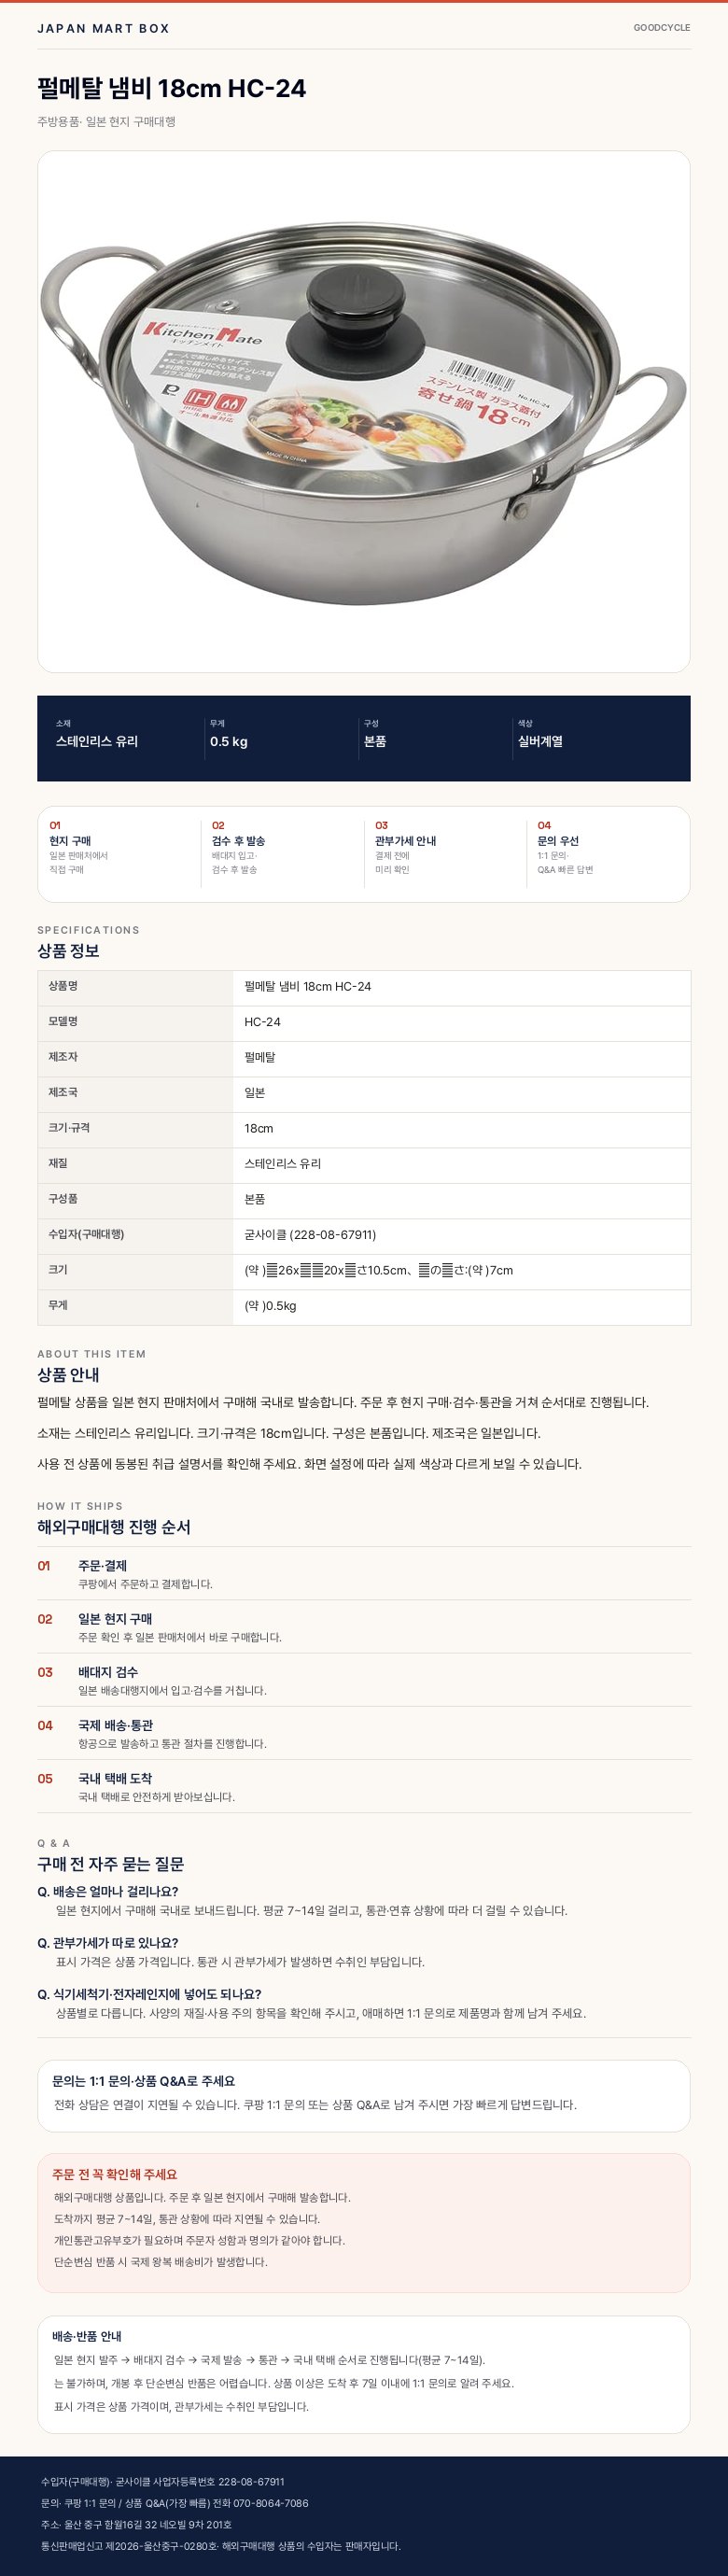 JAPAN MART BOX
GOODCYCLE
펄메탈 냄비 18cm HC-24
주방용품· 일본 현지 구매대행
Kitchen Mate
キッチンメイト
No.HC-24
ステンレス製 ガラス蓋付
寄せ鍋 18cm
IH
オール熱源対応
MADE IN CHINA
소재
스테인리스 유리
무게
0.5 kg
구성
본품
색상
실버계열
01
현지 구매
일본 판매처에서
직접 구매
02
검수 후 발송
배대지 입고·
검수 후 발송
03
관부가세 안내
결제 전에
미리 확인
04
문의 우선
1:1 문의·
Q&A 빠른 답변
SPECIFICATIONS
상품 정보
상품명 펄메탈 냄비 18cm HC-24
모델명 HC-24
제조자 펄메탈
제조국 일본
크기·규격 18cm
재질 스테인리스 유리
구성품 본품
수입자(구매대행) 굳사이클 (228-08-67911)
크기 (약 )26x20xさ10.5cm、のさ:(약 )7cm
무게 (약 )0.5kg
ABOUT THIS ITEM
상품 안내
펄메탈 상품을 일본 현지 판매처에서 구매해 국내로 발송합니다. 주문 후 현지 구매·검수·통관을 거쳐 순서대로 진행됩니다.
소재는 스테인리스 유리입니다. 크기·규격은 18cm입니다. 구성은 본품입니다. 제조국은 일본입니다.
사용 전 상품에 동봉된 취급 설명서를 확인해 주세요. 화면 설정에 따라 실제 색상과 다르게 보일 수 있습니다.
HOW IT SHIPS
해외구매대행 진행 순서
01 주문·결제
쿠팡에서 주문하고 결제합니다.
02 일본 현지 구매
주문 확인 후 일본 판매처에서 바로 구매합니다.
03 배대지 검수
일본 배송대행지에서 입고·검수를 거칩니다.
04 국제 배송·통관
항공으로 발송하고 통관 절차를 진행합니다.
05 국내 택배 도착
국내 택배로 안전하게 받아보십니다.
Q & A
구매 전 자주 묻는 질문
Q. 배송은 얼마나 걸리나요?
일본 현지에서 구매해 국내로 보내드립니다. 평균 7~14일 걸리고, 통관·연휴 상황에 따라 더 걸릴 수 있습니다.
Q. 관부가세가 따로 있나요?
표시 가격은 상품 가격입니다. 통관 시 관부가세가 발생하면 수취인 부담입니다.
Q. 식기세척기·전자레인지에 넣어도 되나요?
상품별로 다릅니다. 사양의 재질·사용 주의 항목을 확인해 주시고, 애매하면 1:1 문의로 제품명과 함께 남겨 주세요.
문의는 1:1 문의·상품 Q&A로 주세요
전화 상담은 연결이 지연될 수 있습니다. 쿠팡 1:1 문의 또는 상품 Q&A로 남겨 주시면 가장 빠르게 답변드립니다.
주문 전 꼭 확인해 주세요
해외구매대행 상품입니다. 주문 후 일본 현지에서 구매해 발송합니다.
도착까지 평균 7~14일, 통관 상황에 따라 지연될 수 있습니다.
개인통관고유부호가 필요하며 주문자 성함과 명의가 같아야 합니다.
단순변심 반품 시 국제 왕복 배송비가 발생합니다.
배송·반품 안내
일본 현지 발주 → 배대지 검수 → 국제 발송 → 통관 → 국내 택배 순서로 진행됩니다(평균 7~14일).
는 불가하며, 개봉 후 단순변심 반품은 어렵습니다. 상품 이상은 도착 후 7일 이내에 1:1 문의로 알려 주세요.
표시 가격은 상품 가격이며, 관부가세는 수취인 부담입니다.
수입자(구매대행)· 굳사이클 사업자등록번호 228-08-67911
문의· 쿠팡 1:1 문의 / 상품 Q&A(가장 빠름) 전화 070-8064-7086
주소· 울산 중구 함월16길 32 네오빌 9차 201호
통신판매업신고 제2026-울산중구-0280호· 해외구매대행 상품의 수입자는 판매자입니다.